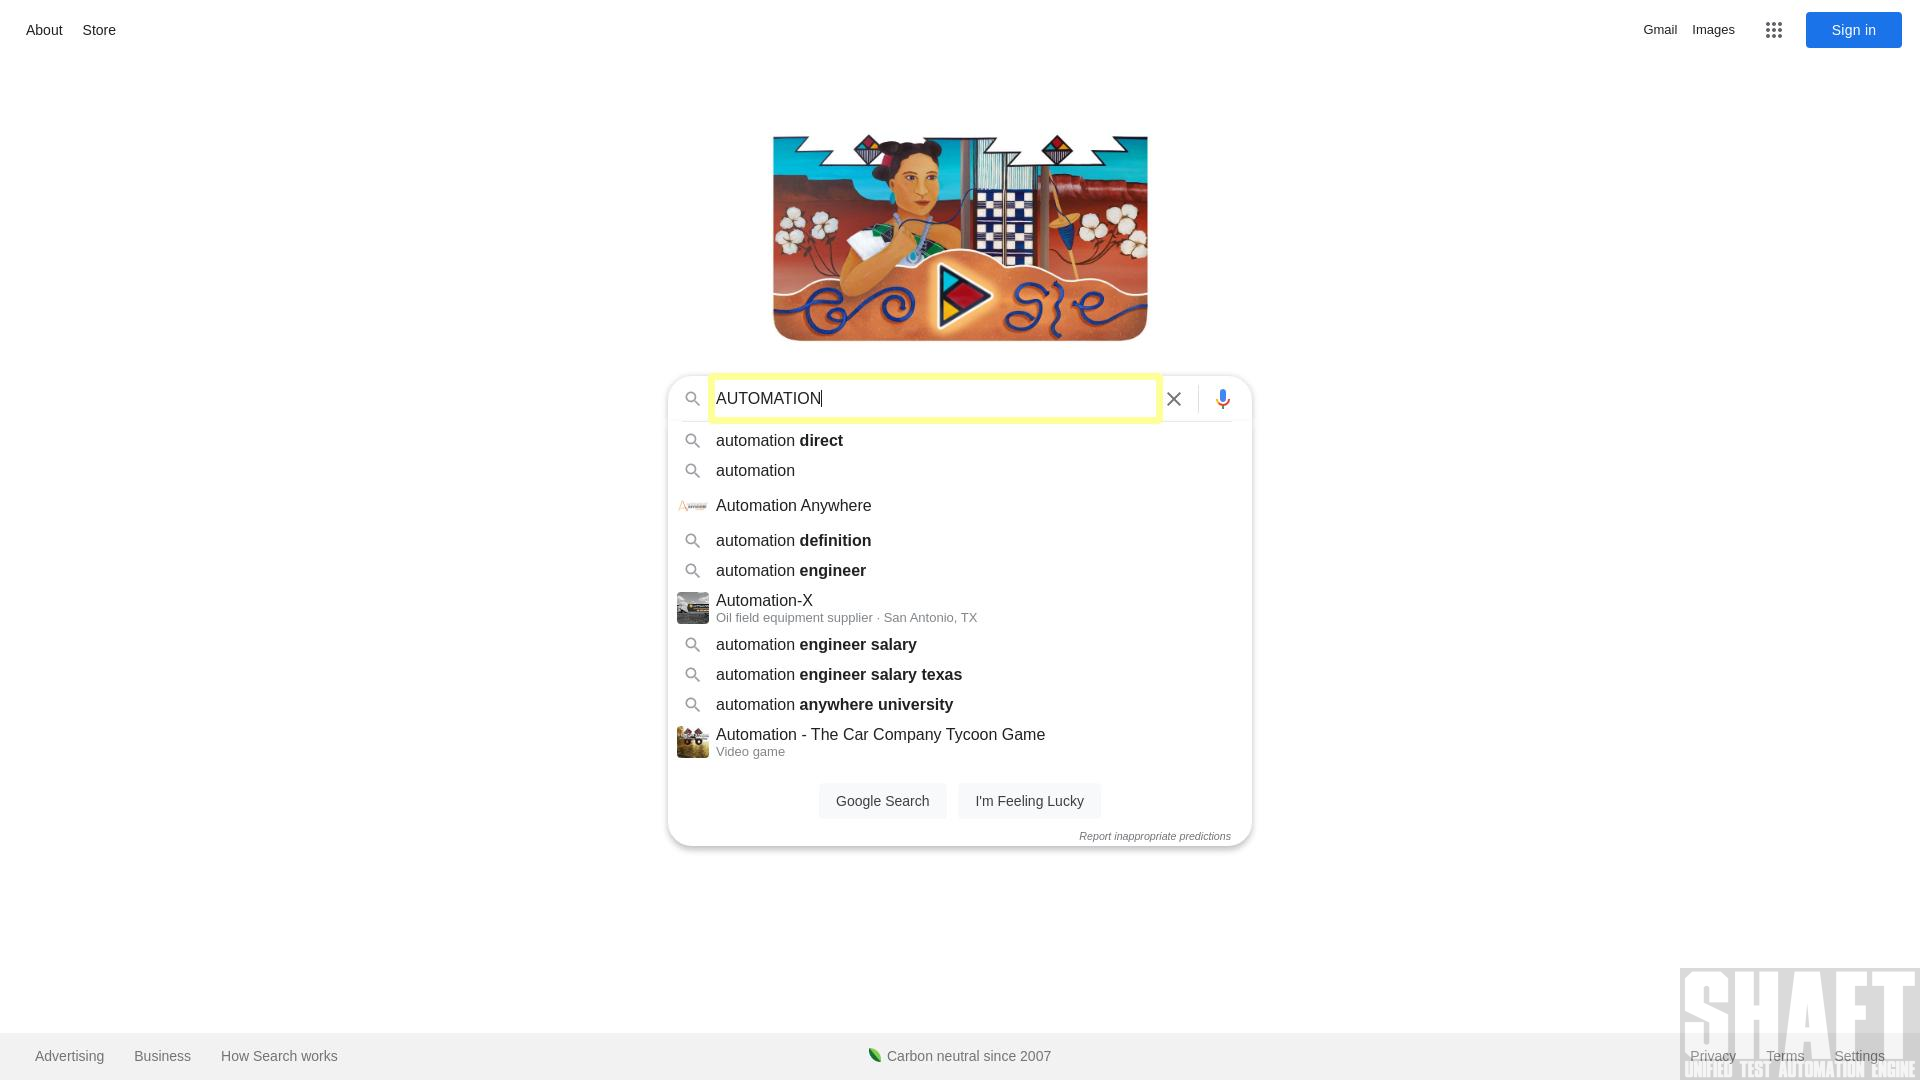 About Store
Gmail Images Sign in
AUTOMATION
automation direct
automation
Automation Anywhere
automation definition
automation engineer
Automation-X
Oil field equipment supplier · San Antonio, TX
automation engineer salary
automation engineer salary texas
automation anywhere university
Automation - The Car Company Tycoon Game
Video game
Google Search I'm Feeling Lucky
Report inappropriate predictions
SHAFT
Advertising Business How Search works Carbon neutral since 2007 Privacy Terms Settings
UNIFIED TEST AUTOMATION ENGINE